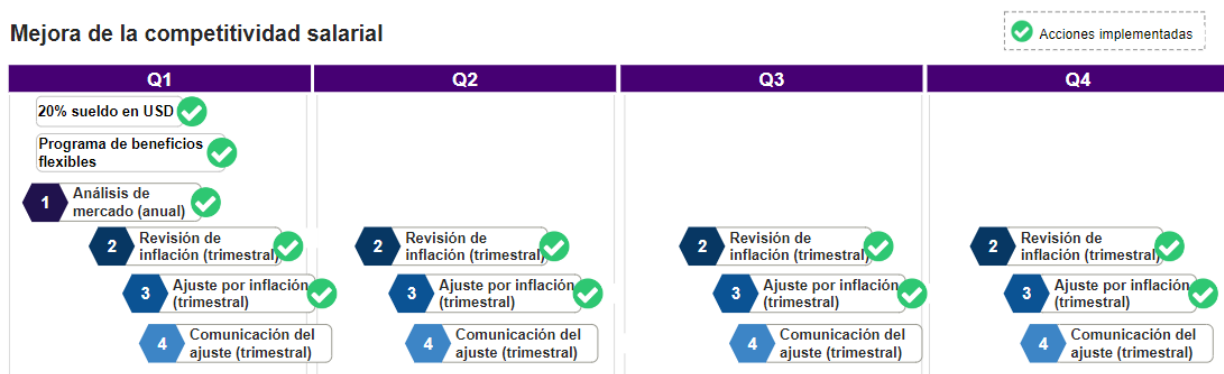 Mejora de la competitividad salarial
Acciones implementadas
Q1
Q2
Q3
Q4
20% sueldo en USD
Programa de beneficios
flexibles
1
Análisis de
mercado (anual)
2
Revisión de
inflación (trimestral)
3
Ajuste por inflación
(trimestral)
4
Comunicación del
ajuste (trimestral)
2
Revisión de
inflación (trimestral)
3
Ajuste por inflación
(trimestral)
4
Comunicación del
ajuste (trimestral)
2
Revisión de
inflación (trimestral)
3
Ajuste por inflación
(trimestral)
4
Comunicación del
ajuste (trimestral)
2
Revisión de
inflación (trimestral)
3
Ajuste por inflación
(trimestral)
4
Comunicación del
ajuste (trimestral)